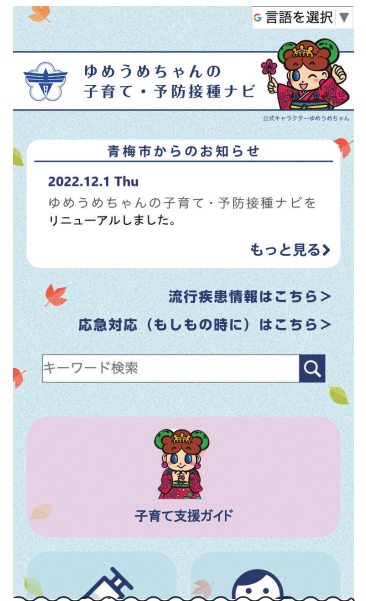 言語を選択▼
ゆめうめちゃんの
子育て・予防接種ナビ
公式キャラクターゆめうめちゃん
青梅市からのお知らせ
2022.12.1 Thu
ゆめうめちゃんの子育て・予防接種ナビを
リニューアルしました。
もっと見る
流行疾患情報はこちら>
応急対応（もしもの時に）はこちら>
キーワード検索
子育て支援ガイド